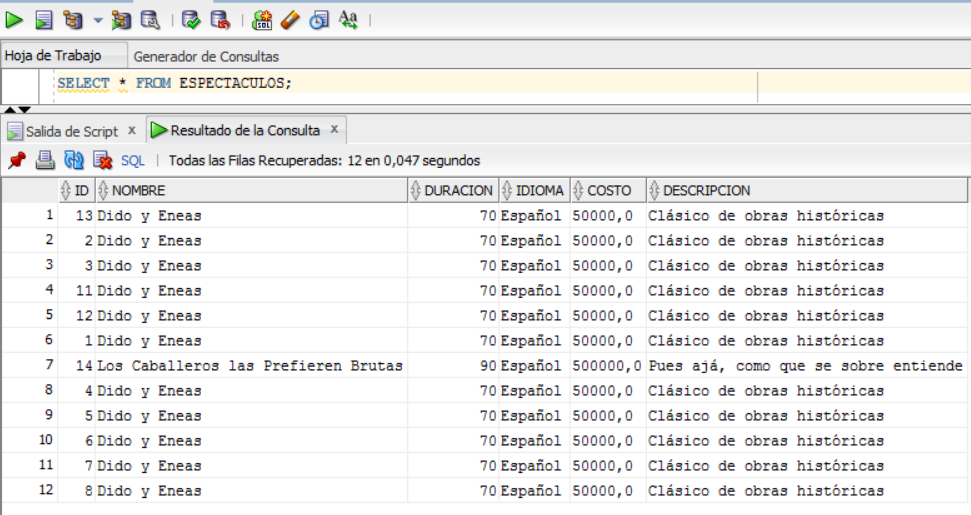 Hoja de Trabajo Generador de Consultas
SELECT * FROM ESPECTACULOS;
Salida de Script x Resultado de la Consulta x
SQL | Todas las Filas Recuperadas: 12 en 0,047 segundos
ID NOMBRE DURACION IDIOMA COSTO DESCRIPCION
1 13 Dido y Eneas 70 Español 50000,0 Clásico de obras históricas
2 2 Dido y Eneas 70 Español 50000,0 Clásico de obras históricas
3 3 Dido y Eneas 70 Español 50000,0 Clásico de obras históricas
4 11 Dido y Eneas 70 Español 50000,0 Clásico de obras históricas
5 12 Dido y Eneas 70 Español 50000,0 Clásico de obras históricas
6 1 Dido y Eneas 70 Español 50000,0 Clásico de obras históricas
7 14 Los Caballeros las Prefieren Brutas 90 Español 500000,0 Pues ajá, como que se sobre entiende
8 4 Dido y Eneas 70 Español 50000,0 Clásico de obras históricas
9 5 Dido y Eneas 70 Español 50000,0 Clásico de obras históricas
10 6 Dido y Eneas 70 Español 50000,0 Clásico de obras históricas
11 7 Dido y Eneas 70 Español 50000,0 Clásico de obras históricas
12 8 Dido y Eneas 70 Español 50000,0 Clásico de obras históricas